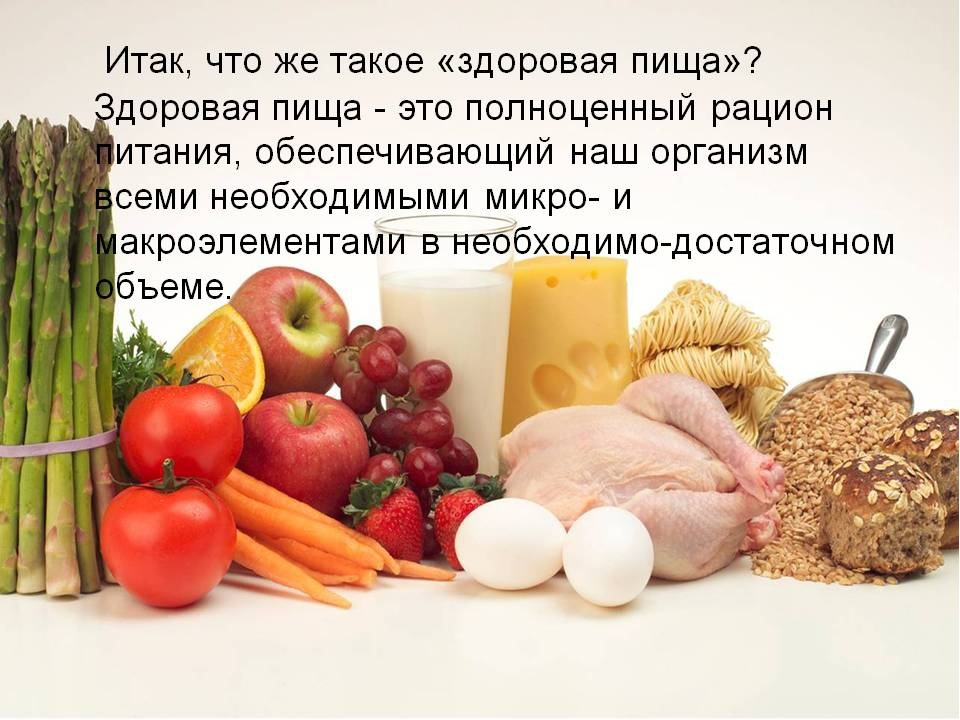 Итак, что же такое «здоровая пища»?
Здоровая пища - это полноценный рацион
питания, обеспечивающий наш организм
всеми необходимыми микро- и
макроэлементами в необходимо-достаточном
объеме.